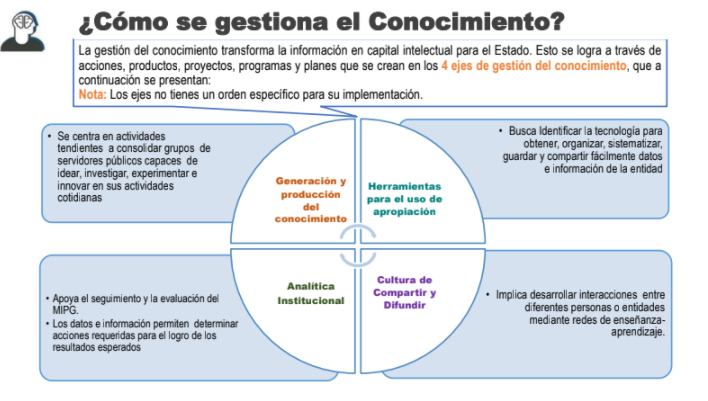 ¿Cómo se gestiona el Conocimiento?
La gestión del conocimiento transforma la información en capital intelectual para el Estado. Esto se logra a través de
acciones, productos, proyectos, programas y planes que se crean en los 4 ejes de gestión del conocimiento, que a
continuación se presentan:
Nota: Los ejes no tienes un orden específico para su implementación.
• Se centra en actividades
tendientes a consolidar grupos de
servidores públicos capaces de
idear, investigar, experimentar e
innovar en sus actividades
cotidianas
Generación y
producción
del
conocimiento
Herramientas
para el uso de
apropiación
• Busca Identificar la tecnología para
obtener, organizar, sistematizar,
guardar y compartir fácilmente datos
e información de la entidad
• Apoya el seguimiento y la evaluación del
MIPG.
• Los datos e información permiten determinar
acciones requeridas para el logro de los
resultados esperados
Analítica
Institucional
Cultura de
Compartir y
Difundir
• Implica desarrollar interacciones entre
diferentes personas o entidades
mediante redes de enseñanza-
aprendizaje.